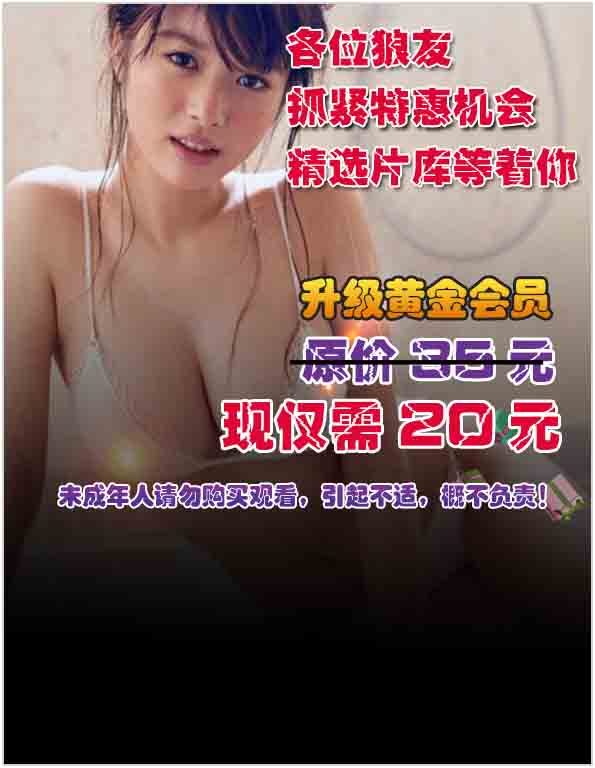 各位狼友
抓紧特惠机会
精选片库等着你
升级黄金会员
原价 35 元
现仅需 20 元
未成年人请勿购买观看，引起不适，概不负责！